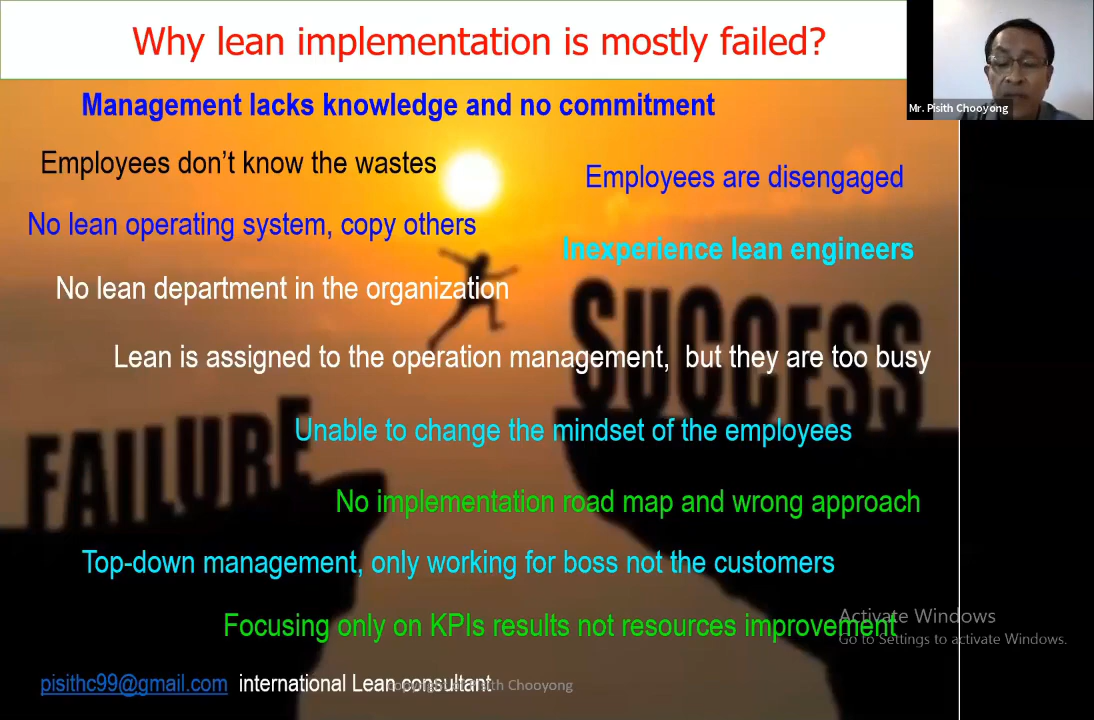 Why lean implementation is mostly failed?
Mr. Pisith Chooyong
Management lacks knowledge and no commitment
Employees don't know the wastes
Employees are disengaged
No lean operating system, copy others
Inexperience lean engineers
No lean department in the organization
SUCCESS
Lean is assigned to the operation management, but they are too busy
FAILURE
Unable to change the mindset of the employees
No implementation road map and wrong approach
Top-down management, only working for boss not the customers
Focusing only on KPIs results not resources improvement
Activate Windows
Go to Settings to activate Windows.
pisithc99@gmail.com international Lean consultant
Pisith Chooyong